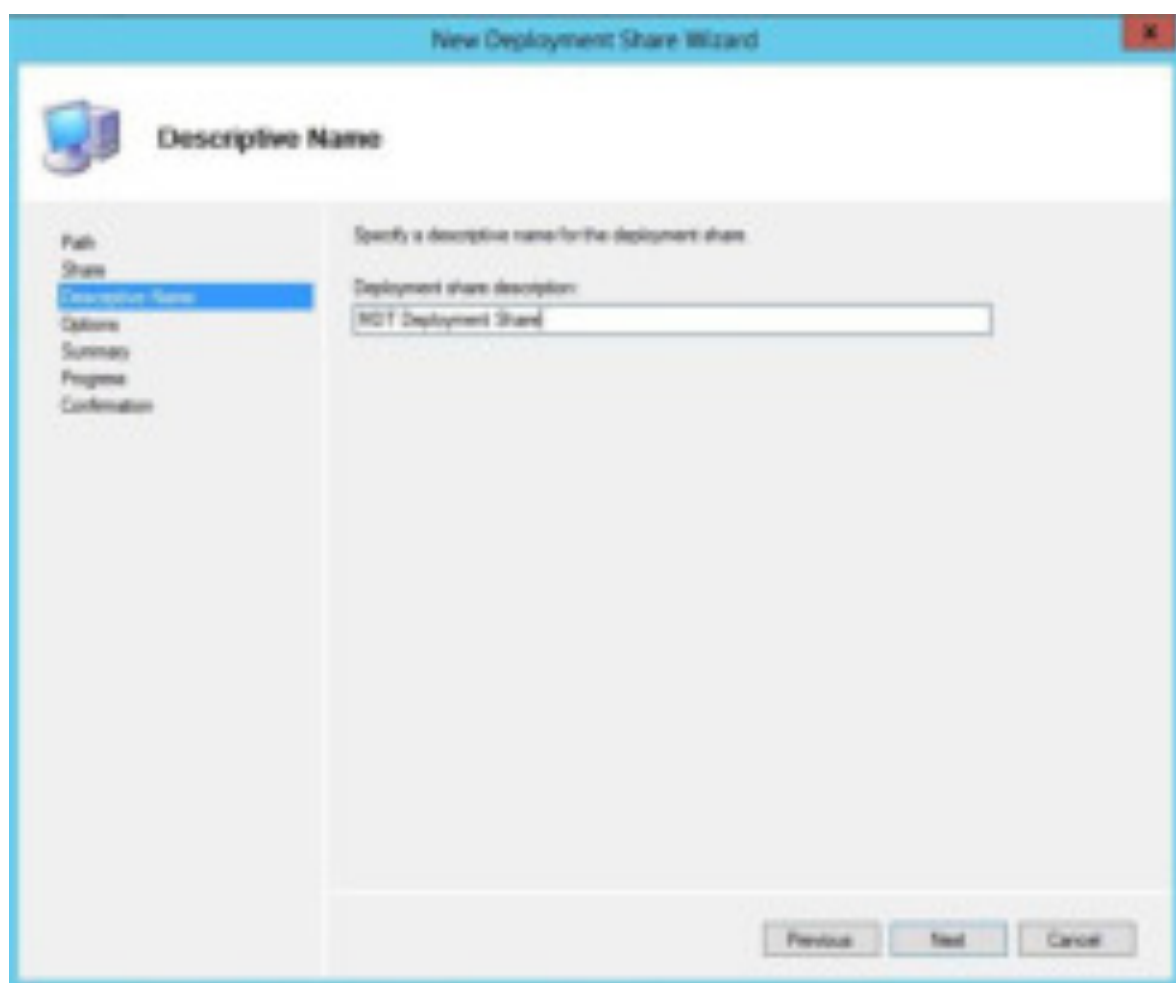 New Deployment Share Wizard
Descriptive Name
Path
Share
Descriptive Name
Options
Summary
Progress
Confirmation
Specify a descriptive name for the deployment share.
Deployment share description:
MDT Deployment Share
Previous
Next
Cancel